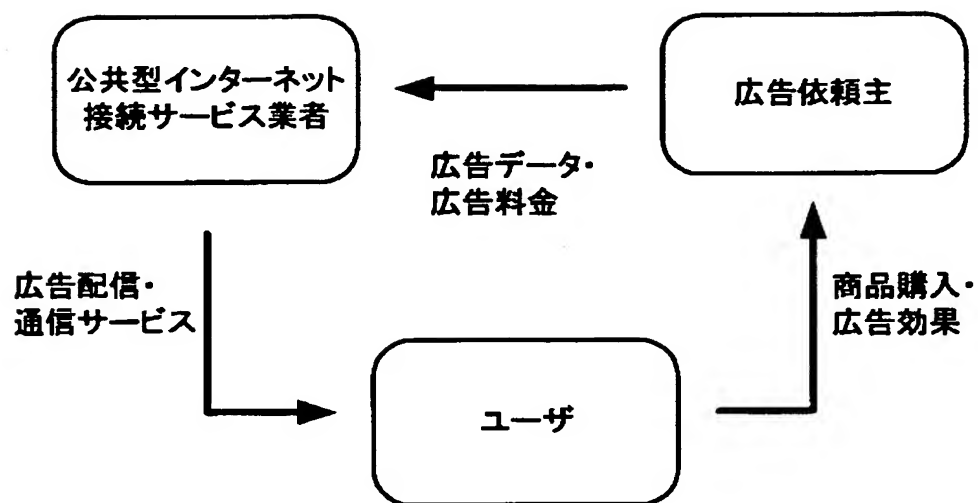 公共型インターネット
接続サービス業者
広告依頼主
広告データ・
広告料金
広告配信・
通信サービス
商品購入・
広告効果
ユーザ